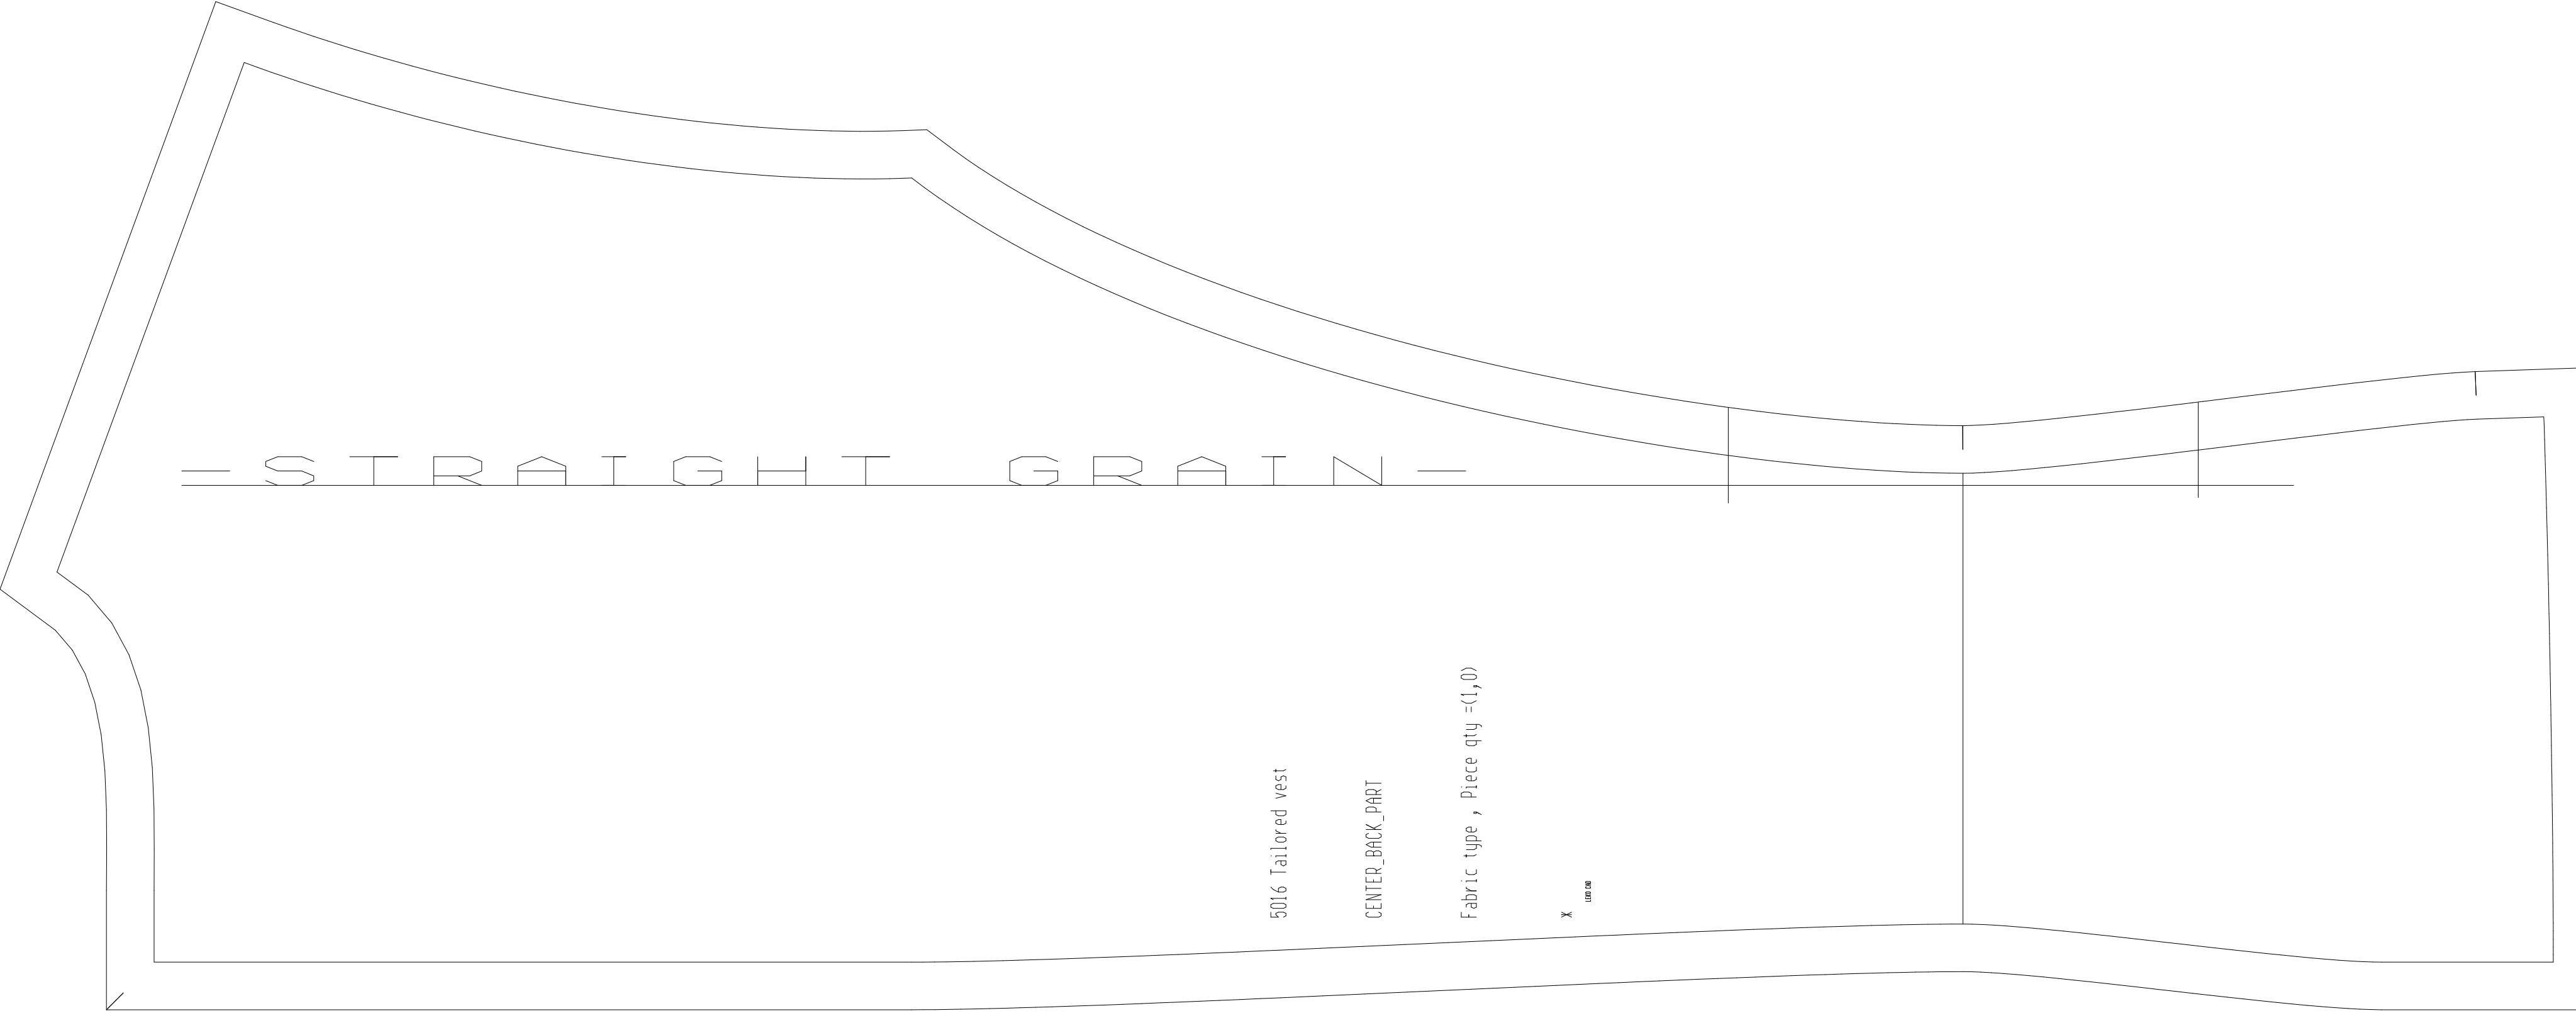 -STRAIGHT GRAIN-
5016 Tailored vest
CENTER_BACK_PART
Fabric type , Piece qty =(1,0)
*